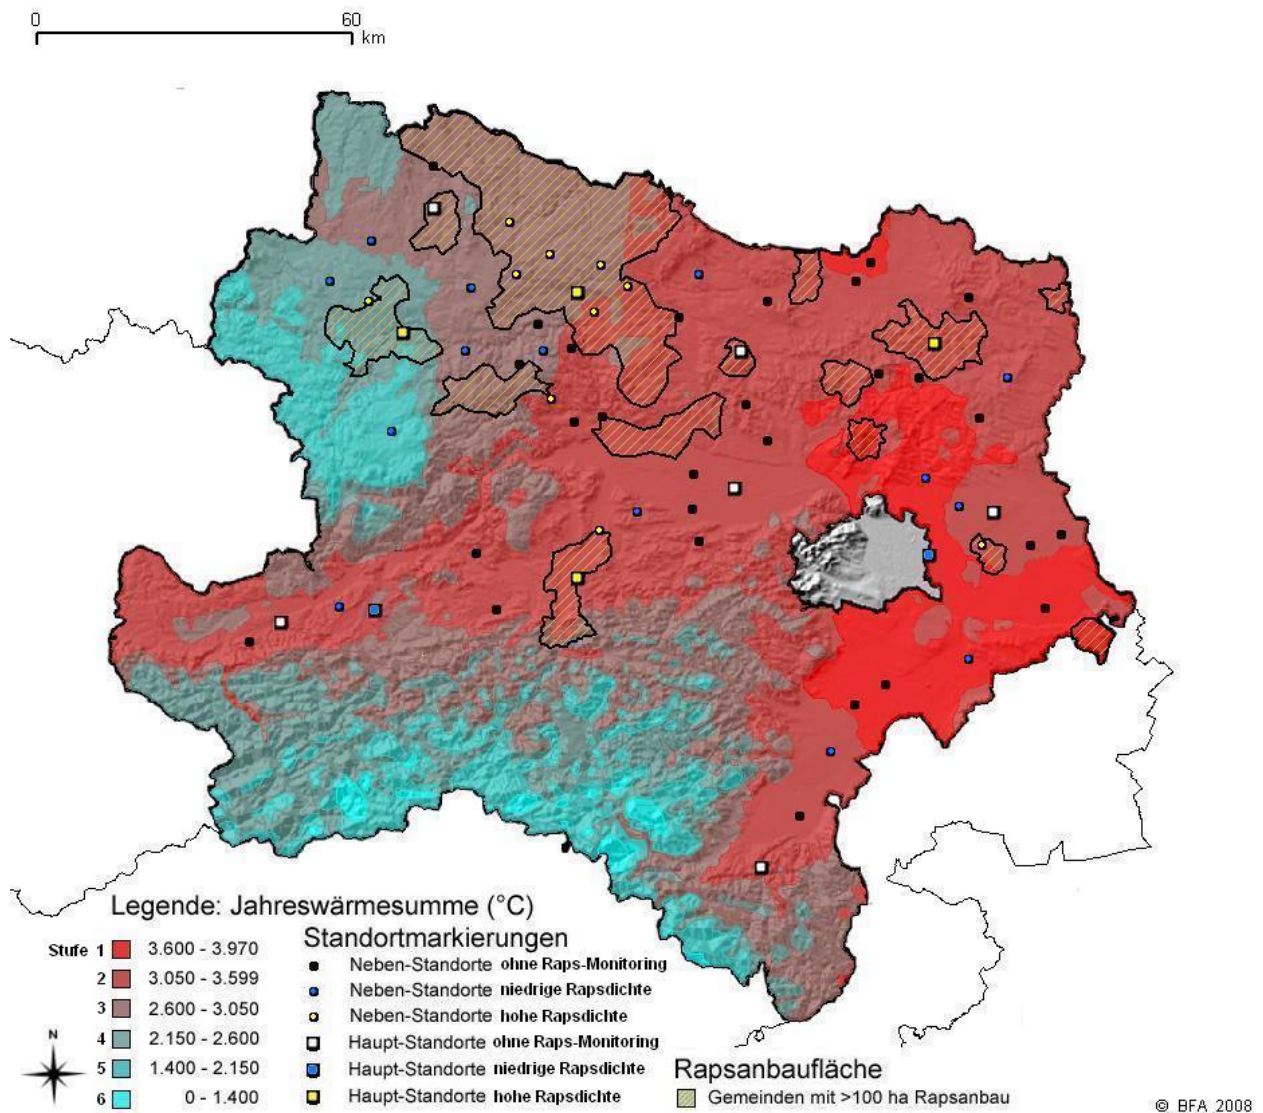 0 60
km
Legende: Jahreswärmesumme (°C)
Stufe 1 3.600 - 3.970
2 3.050 - 3.599
3 2.600 - 3.050
4 2.150 - 2.600
5 1.400 - 2.150
6 0 - 1.400
N
Standortmarkierungen
Neben-Standorte ohne Raps-Monitoring
Neben-Standorte niedrige Rapsdichte
Neben-Standorte hohe Rapsdichte
Haupt-Standorte ohne Raps-Monitoring
Haupt-Standorte niedrige Rapsdichte
Haupt-Standorte hohe Rapsdichte
Rapsanbaufläche
Gemeinden mit >100 ha Rapsanbau
© BFA 2008